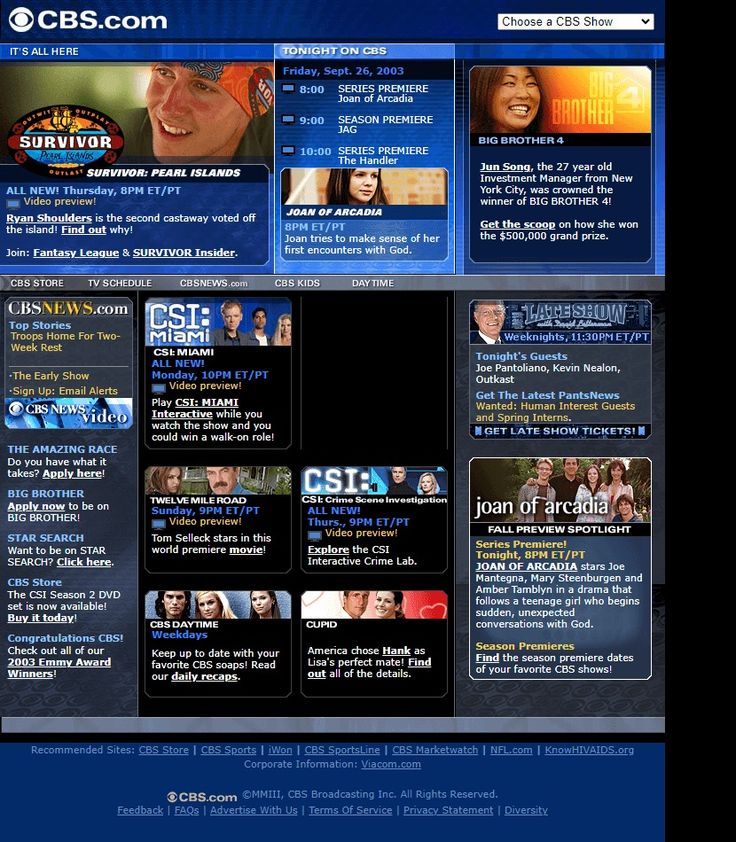 CBS.com
Choose a CBS Show
IT'S ALL HERE
OUTWIT OUTPLAY
SURVIVOR
PEARL ISLANDS
OUTLAST
SURVIVOR: PEARL ISLANDS
ALL NEW! Thursday, 8PM ET/PT
Video preview!
Ryan Shoulders is the second castaway voted off
the island! Find out why!
Join: Fantasy League & SURVIVOR Insider.
TONIGHT ON CBS
Friday, Sept. 26, 2003
8:00 SERIES PREMIERE
Joan of Arcadia
9:00 SEASON PREMIERE
JAG
10:00 SERIES PREMIERE
The Handler
JOAN OF ARCADIA
8PM ET/PT
Joan tries to make sense of her
first encounters with God.
BIG
BROTHER
4
BIG BROTHER 4
Jun Song, the 27 year old
Investment Manager from
New York City, was crowned the
winner of BIG BROTHER 4!
Get the scoop on how she won
the $500,000 grand prize.
CBS STORE TV SCHEDULE CBSNEWS.com CBS KIDS DAYTIME
CBSNEWS.com
Top Stories
Troops Home For Two-
Week Rest
·The Early Show
·Sign Up: Email Alerts
CBS NEWS
video
THE AMAZING RACE
Do you have what it
takes? Apply here!
BIG BROTHER
Apply now to be on
BIG BROTHER!
STAR SEARCH
Want to be on STAR
SEARCH? Click here.
CBS Store
The CSI Season 2 DVD
set is now available!
Buy it today!
Congratulations CBS!
Check out all of our
2003 Emmy Award
Winners!
CSI:
MIAMI
CSI: MIAMI
ALL NEW!
Monday, 10PM ET/PT
Video preview!
Play CSI: MIAMI
Interactive while you
watch the show and you
could win a walk-on role!
TWELVE MILE ROAD
Sunday, 9PM ET/PT
Video preview!
Tom Selleck stars in this
world premiere movie!
CSI:
CSI: Crime Scene Investigation
ALL NEW!
Thurs., 9PM ET/PT
Video preview!
Explore the CSI
Interactive Crime Lab.
CBS DAYTIME
Weekdays
Keep up to date with your
favorite CBS soaps! Read
our daily recaps.
CUPID
America chose Hank as
Lisa's perfect mate! Find
out all of the details.
LATE SHOW
with David Letterman
Weeknights, 11:30PM ET/PT
Tonight's Guests
Joe Pantoliano, Kevin Nealon,
Outkast
Get The Latest PantsNews
Wanted: Human Interest Guests
and Spring Interns.
GET LATE SHOW TICKETS!
joan of arcadia
FALL PREVIEW SPOTLIGHT
Series Premiere!
Tonight, 8PM ET/PT
JOAN OF ARCADIA stars Joe
Mantegna, Mary Steenburgen and
Amber Tamblyn in a drama that
follows a teenage girl who begins
sudden, unexpected
conversations with God.
Season Premieres
Find the season premiere dates
of your favorite CBS shows!
Recommended Sites: CBS Store | CBS Sports | iWon | CBS SportsLine | CBS Marketwatch | NFL.com | KnowHIVAIDS.org
Corporate Information: Viacom.com
CBS.com ©MMIII, CBS Broadcasting Inc. All Rights Reserved.
Feedback | FAQs | Advertise With Us | Terms Of Service | Privacy Statement | Diversity